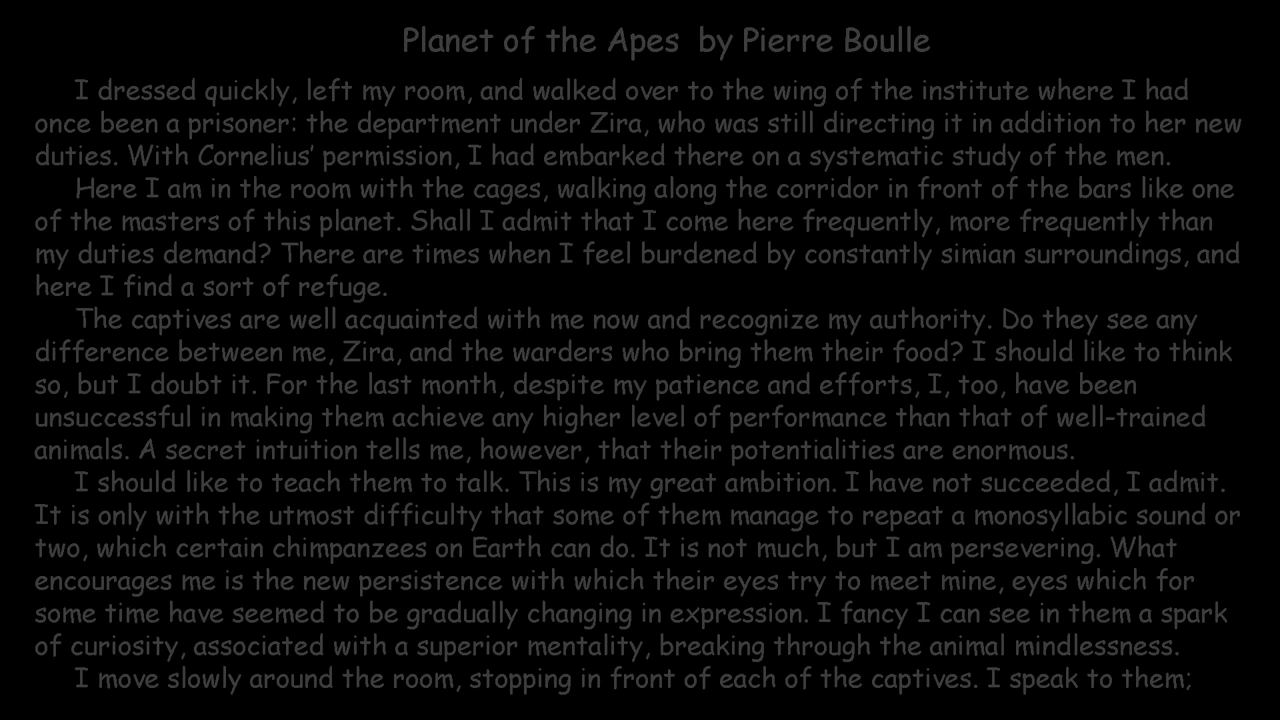 Planet of the Apes  by Pierre Boulle
I dressed quickly, left my room, and walked over to the wing of the institute where I had
once been a prisoner: the department under Zira, who was still directing it in addition to her new
duties. With Cornelius’ permission, I had embarked there on a systematic study of the men.
Here I am in the room with the cages, walking along the corridor in front of the bars like one
of the masters of this planet. Shall I admit that I come here frequently, more frequently than
my duties demand? There are times when I feel burdened by constantly simian surroundings, and
here I find a sort of refuge.
The captives are well acquainted with me now and recognize my authority. Do they see any
difference between me, Zira, and the warders who bring them their food? I should like to think
so, but I doubt it. For the last month, despite my patience and efforts, I, too, have been
unsuccessful in making them achieve any higher level of performance than that of well-trained
animals. A secret intuition tells me, however, that their potentialities are enormous.
I should like to teach them to talk. This is my great ambition. I have not succeeded, I admit.
It is only with the utmost difficulty that some of them manage to repeat a monosyllabic sound or
two, which certain chimpanzees on Earth can do. It is not much, but I am persevering. What
encourages me is the new persistence with which their eyes try to meet mine, eyes which for
some time have seemed to be gradually changing in expression. I fancy I can see in them a spark
of curiosity, associated with a superior mentality, breaking through the animal mindlessness.
I move slowly around the room, stopping in front of each of the captives. I speak to them;